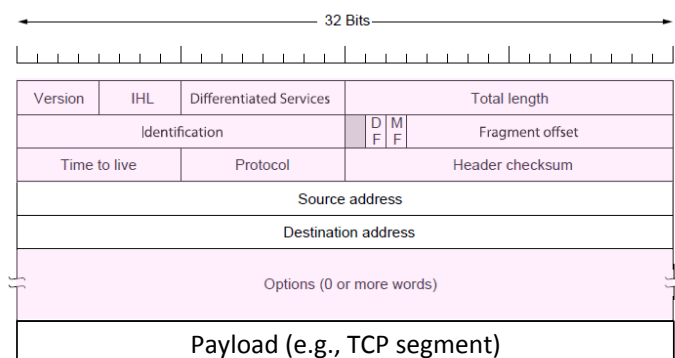 32 Bits
Version IHL Differentiated Services Total length
Identification D F M F Fragment offset
Time to live Protocol Header checksum
Source address
Destination address
Options (0 or more words)
Payload (e.g., TCP segment)